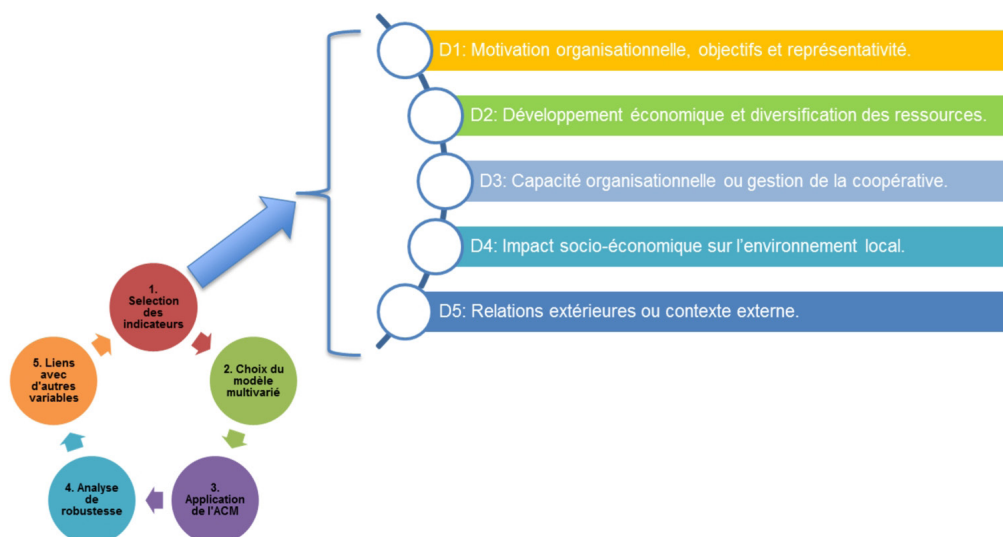 D1: Motivation organisationnelle, objectifs et représentativité.
D2: Développement économique et diversification des ressources.
D3: Capacité organisationnelle ou gestion de la coopérative.
D4: Impact socio-économique sur l'environnement local.
D5: Relations extérieures ou contexte externe.
1.
Selection
des
indicateurs
2. Choix du
modèle
multivarié
3.
Application
de l'ACM
4. Analyse
de
robustesse
5. Liens
avec
d'autres
variables